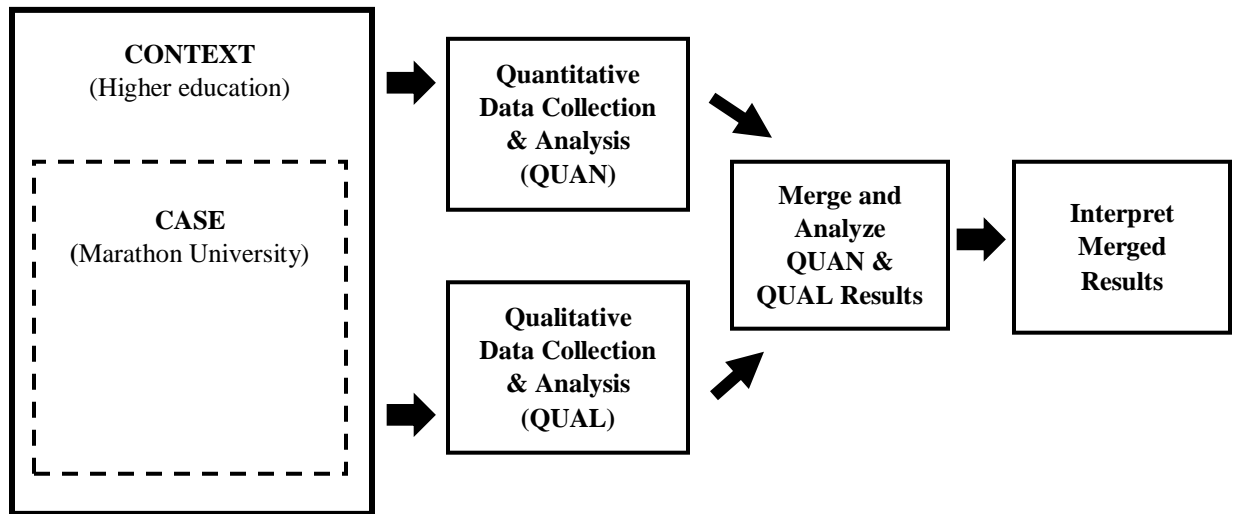 CONTEXT
(Higher education)
CASE
(Marathon University)
Quantitative
Data Collection
& Analysis
(QUAN)
Qualitative
Data Collection
& Analysis
(QUAL)
Merge and
Analyze
QUAN &
QUAL Results
Interpret
Merged
Results